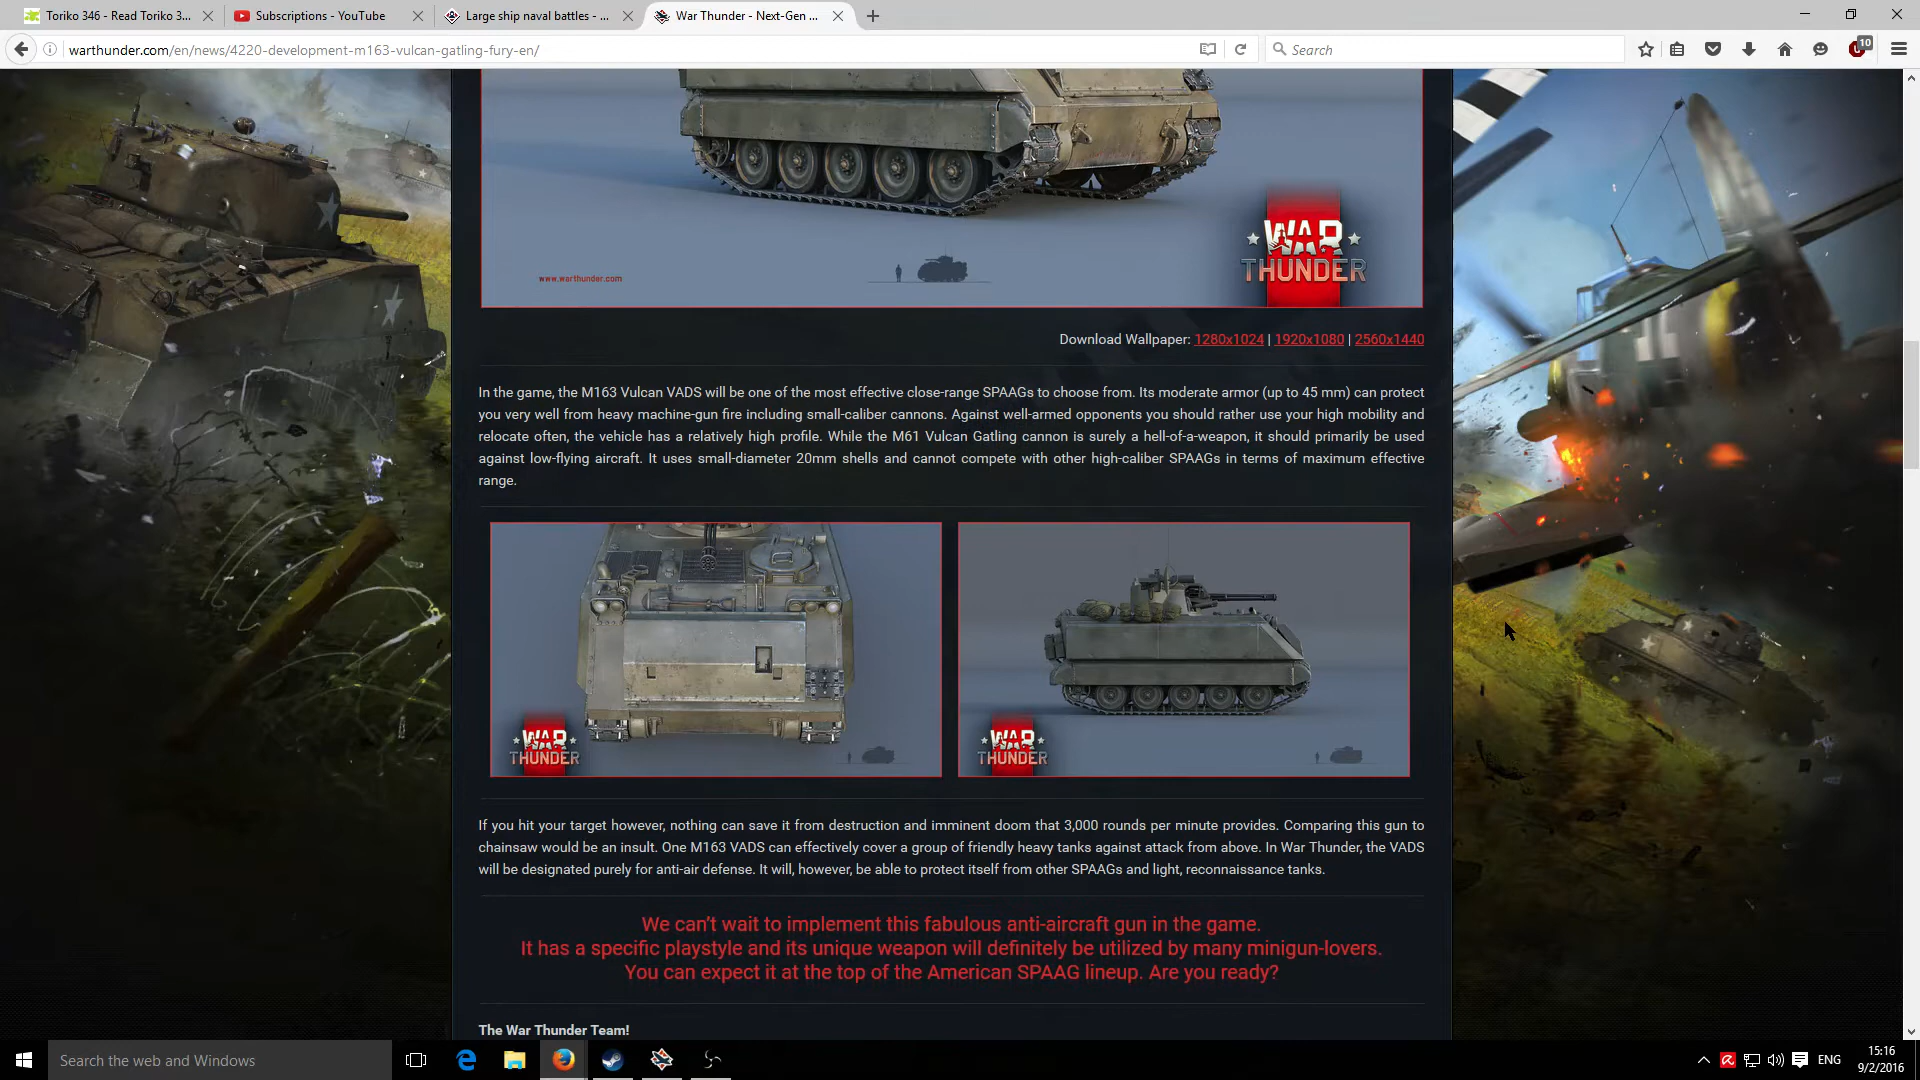 Toriko 346 - Read Toriko 3...
Subscriptions - YouTube
Large ship naval battles - ...
War Thunder - Next-Gen ...
warthunder.com/en/news/4220-development-m163-vulcan-gatling-fury-en/
Search
10
www.warthunder.com
WAR
THUNDER
Download Wallpaper: 1280x1024 | 1920x1080 | 2560x1440
In the game, the M163 Vulcan VADS will be one of the most effective close-range SPAAGs to choose from. Its moderate armor (up to 45 mm) can protect
you very well from heavy machine-gun fire including small-caliber cannons. Against well-armed opponents you should rather use your high mobility and
relocate often, the vehicle has a relatively high profile. While the M61 Vulcan Gatling cannon is surely a hell-of-a-weapon, it should primarily be used
against low-flying aircraft. It uses small-diameter 20mm shells and cannot compete with other high-caliber SPAAGs in terms of maximum effective
range.
WAR
THUNDER
WAR
THUNDER
If you hit your target however, nothing can save it from destruction and imminent doom that 3,000 rounds per minute provides. Comparing this gun to
chainsaw would be an insult. One M163 VADS can effectively cover a group of friendly heavy tanks against attack from above. In War Thunder, the VADS
will be designated purely for anti-air defense. It will, however, be able to protect itself from other SPAAGs and light, reconnaissance tanks.
We can't wait to implement this fabulous anti-aircraft gun in the game.
It has a specific playstyle and its unique weapon will definitely be utilized by many minigun-lovers.
You can expect it at the top of the American SPAAG lineup. Are you ready?
The War Thunder Team!
Search the web and Windows
ENG
15:16
9/2/2016